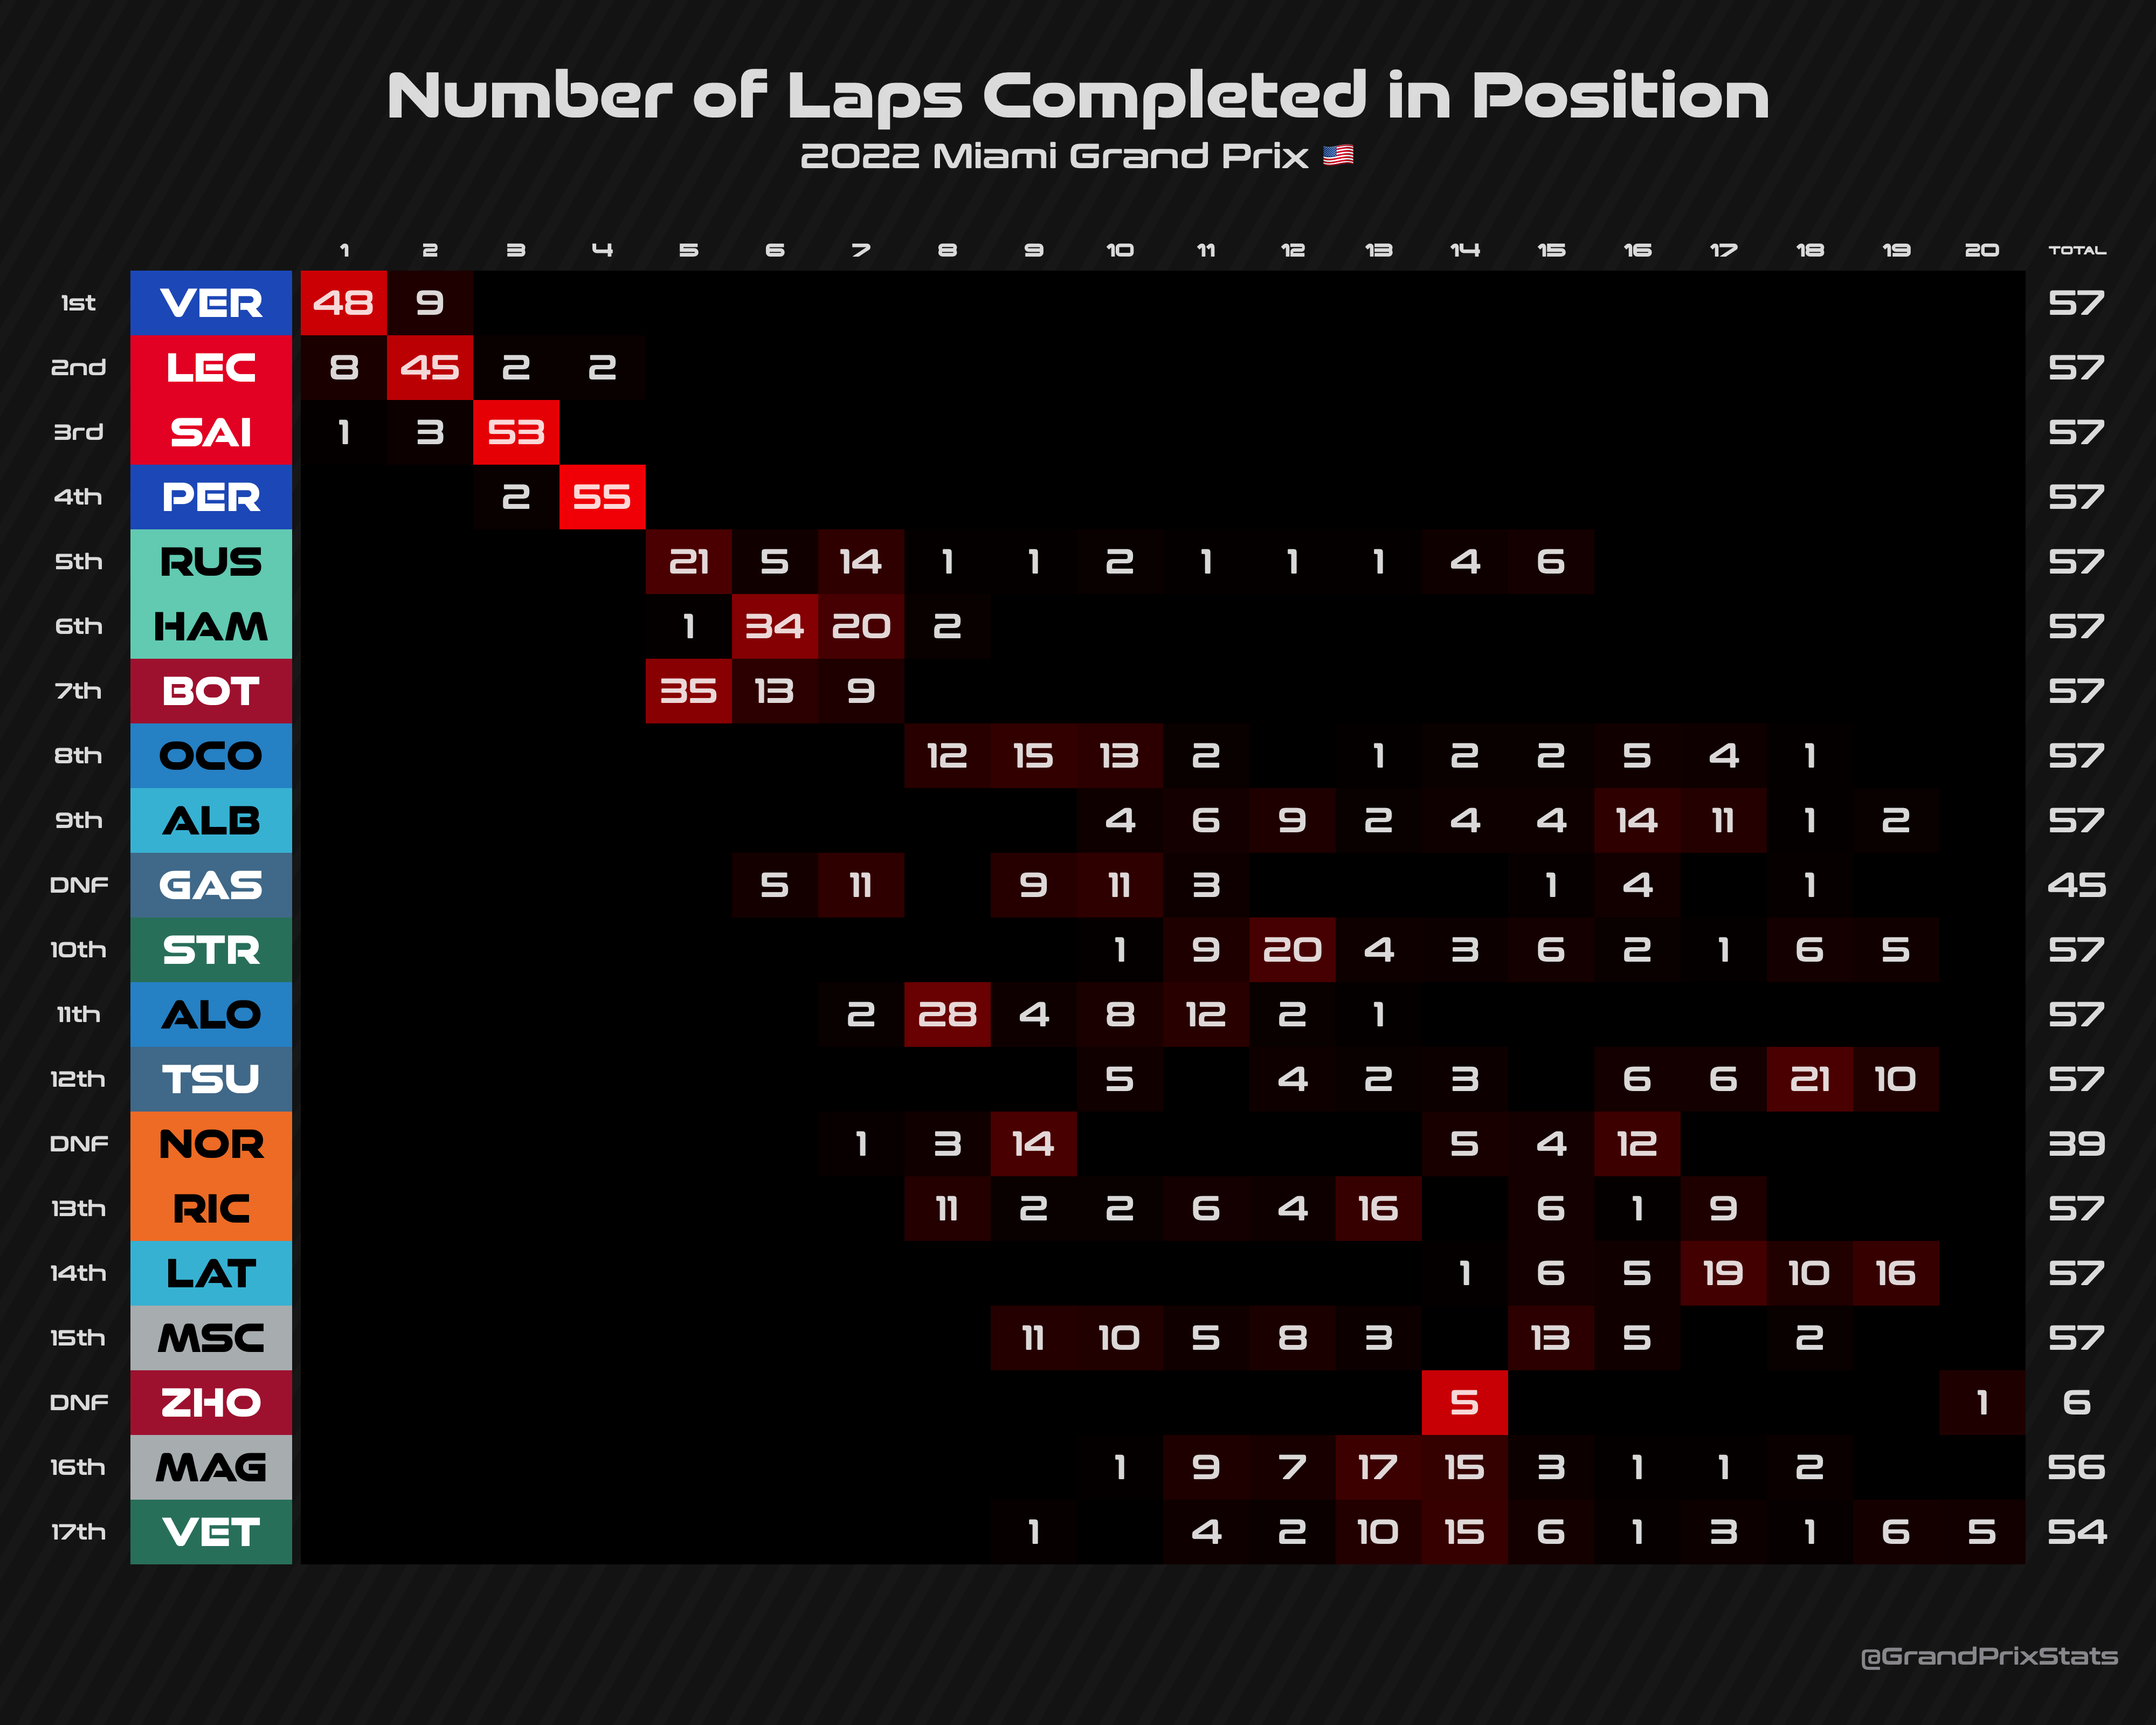 Number of Laps Completed in Position
2022 Miami Grand Prix 🇺🇸
1 2 3 4 5 6 7 8 9 10 11 12 13 14 15 16 17 18 19 20 TOTAL
1st VER 48 9 57
2nd LEC 8 45 2 2 57
3rd SAI 1 3 53 57
4th PER 2 55 57
5th RUS 21 5 14 1 1 2 1 1 1 4 6 57
6th HAM 1 34 20 2 57
7th BOT 35 13 9 57
8th OCO 12 15 13 2 1 2 2 5 4 1 57
9th ALB 4 6 9 2 4 4 14 11 1 2 57
DNF GAS 5 11 9 11 3 1 4 1 45
10th STR 1 9 20 4 3 6 2 1 6 5 57
11th ALO 2 28 4 8 12 2 1 57
12th TSU 5 4 2 3 6 6 21 10 57
DNF NOR 1 3 14 5 4 12 39
13th RIC 11 2 2 6 4 16 6 1 9 57
14th LAT 1 6 5 19 10 16 57
15th MSC 11 10 5 8 3 13 5 2 57
DNF ZHO 5 1 6
16th MAG 1 9 7 17 15 3 1 1 2 56
17th VET 1 4 2 10 15 6 1 3 1 6 5 54
@GrandPrixStats